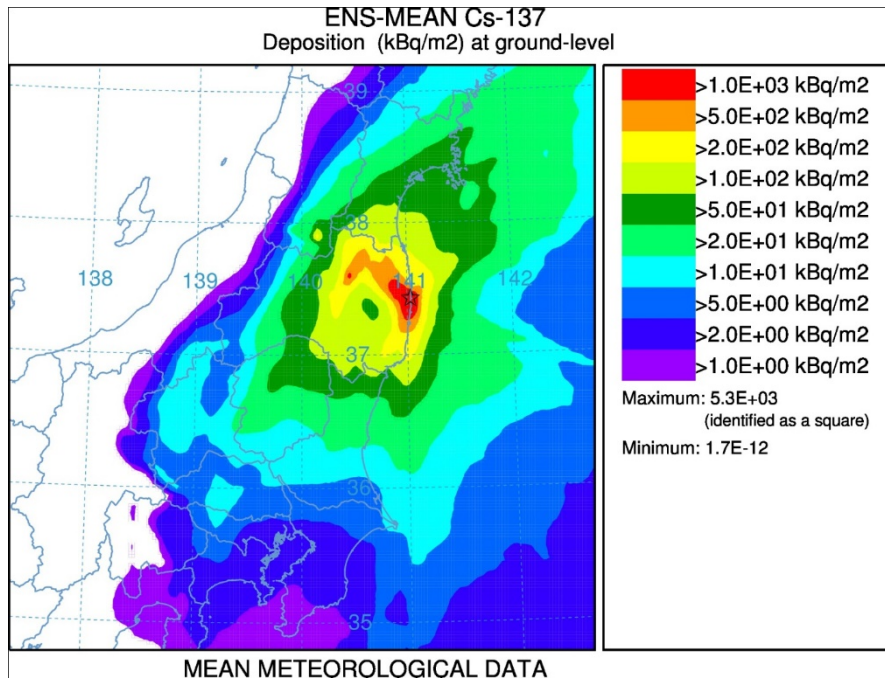 ENS-MEAN Cs-137
Deposition (kBq/m2) at ground-level
39
38
138
139
140
141
142
37
36
35
>1.0E+03 kBq/m2
>5.0E+02 kBq/m2
>2.0E+02 kBq/m2
>1.0E+02 kBq/m2
>5.0E+01 kBq/m2
>2.0E+01 kBq/m2
>1.0E+01 kBq/m2
>5.0E+00 kBq/m2
>2.0E+00 kBq/m2
>1.0E+00 kBq/m2
Maximum: 5.3E+03
(identified as a square)
Minimum: 1.7E-12
MEAN METEOROLOGICAL DATA